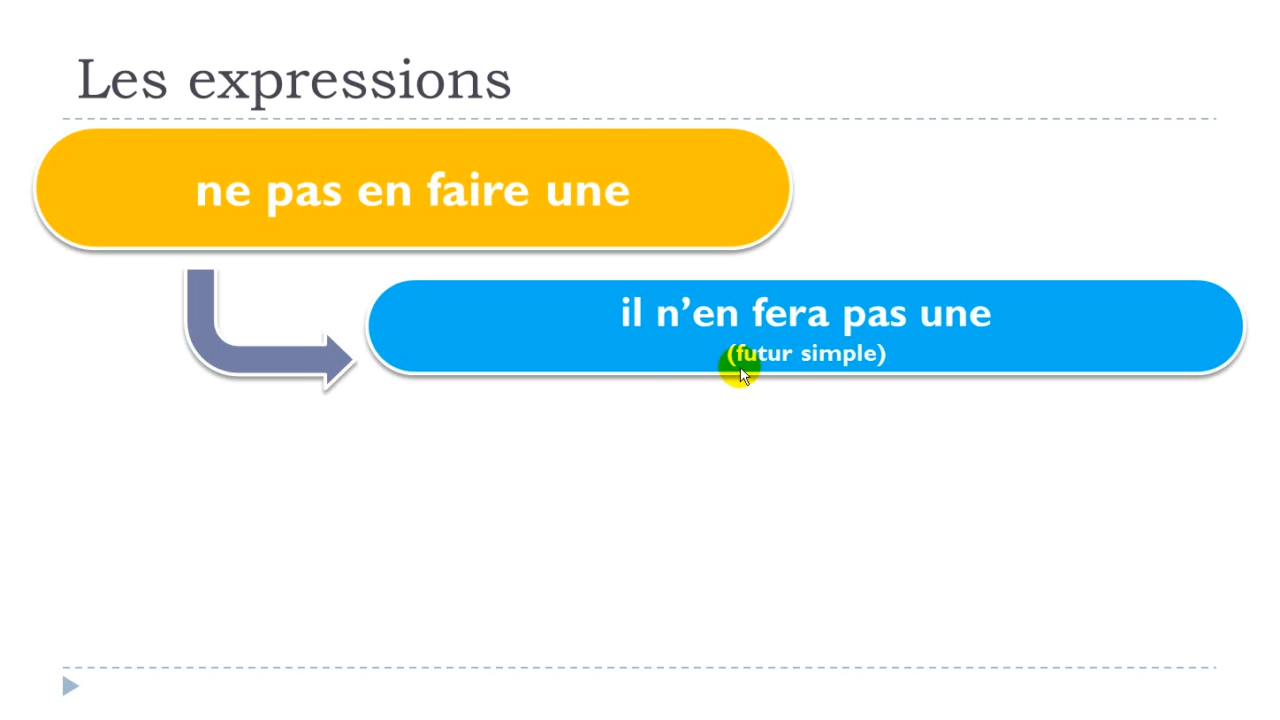 Les expressions
ne pas en faire une
il n’en fera pas une
(futur simple)